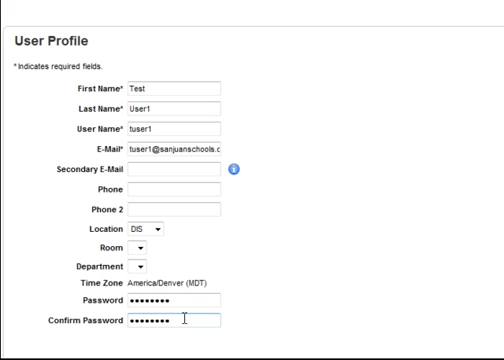 User Profile
*Indicates required fields.
First Name* Test
Last Name* User1
User Name* tuser1
E-Mail* tuser1@sanjuanschools.c
Secondary E-Mail
Phone
Phone 2
Location DIS
Room
Department
Time Zone America/Denver (MDT)
Password ••••••••
Confirm Password ••••••••